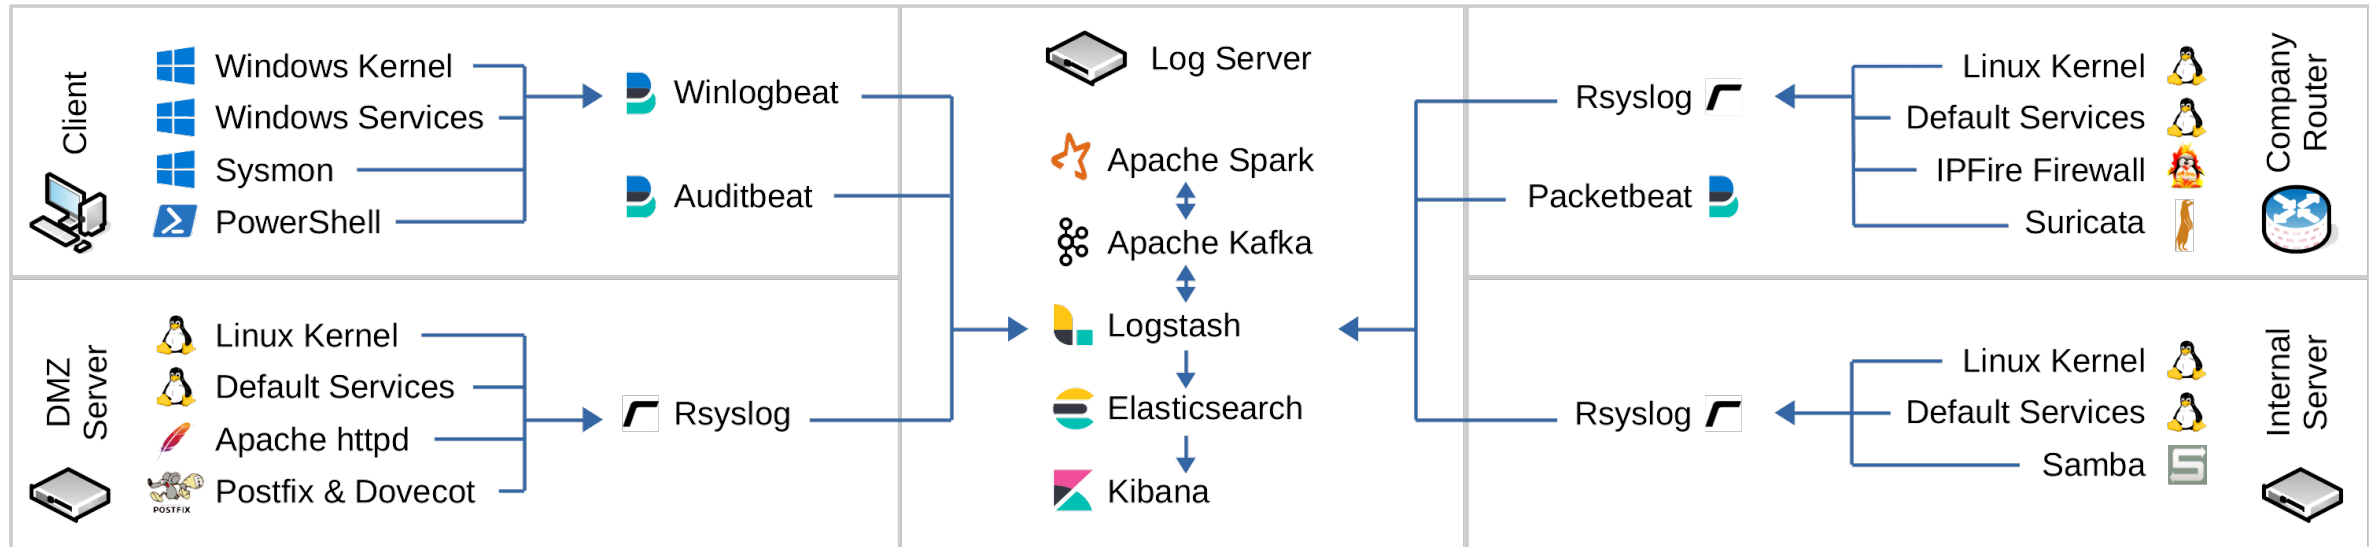 Client
Windows Kernel
Windows Services
Sysmon
PowerShell
Winlogbeat
Auditbeat
DMZ
Server
Linux Kernel
Default Services
Apache httpd
Postfix & Dovecot
POSTFIX
Rsyslog
Log Server
Apache Spark
Apache Kafka
Logstash
Elasticsearch
Kibana
Company
Router
Rsyslog
Packetbeat
Linux Kernel
Default Services
IPFire Firewall
Suricata
Internal
Server
Rsyslog
Linux Kernel
Default Services
Samba